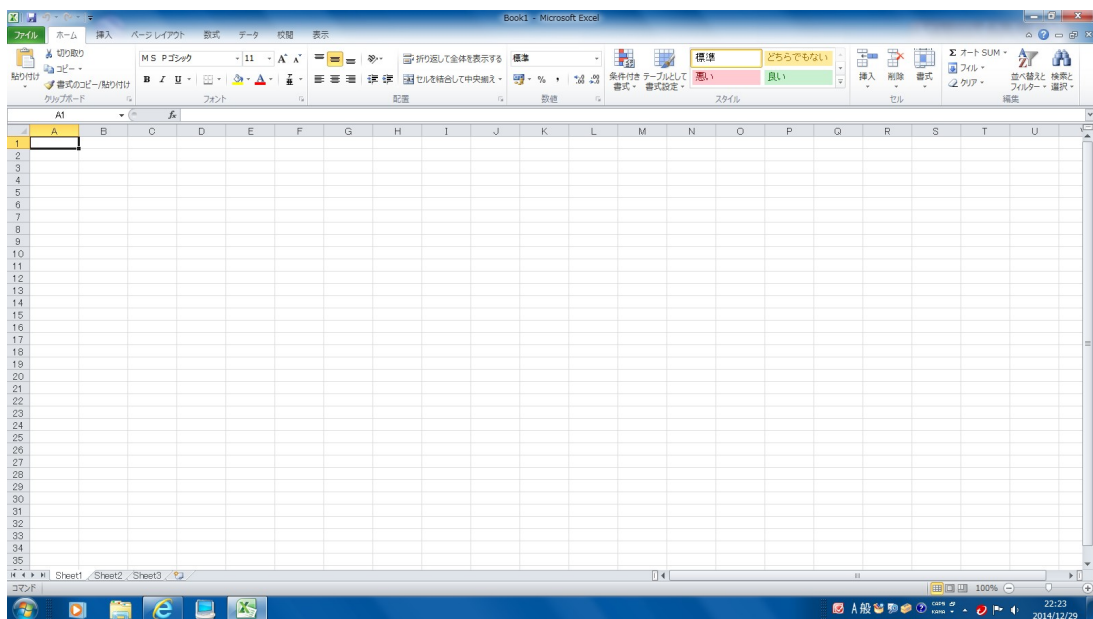 Book1 - Microsoft Excel
ファイル ホーム 挿入 ページ レイアウト 数式 データ 校閲 表示
貼り付け 切り取り コピー 書式のコピー/貼り付け クリップボード
MS Pゴシック 11 B I U A フォント
折り返して全体を表示する セルを結合して中央揃え 配置
標準 % , .0 .00 .00 .0 数値
条件付き書式 テーブルとして書式設定 標準 どちらでもない 悪い 良い スタイル
挿入 削除 書式 セル
Σ オート SUM フィル クリア 並べ替えとフィルター 検索と選択 編集
A1 fx
A B C D E F G H I J K L M N O P Q R S T U
1
2
3
4
5
6
7
8
9
10
11
12
13
14
15
16
17
18
19
20
21
22
23
24
25
26
27
28
29
30
31
32
33
34
35
Sheet1 Sheet2 Sheet3
コマンド 100%
A 般 CAPS KANA 22:23
2014/12/29